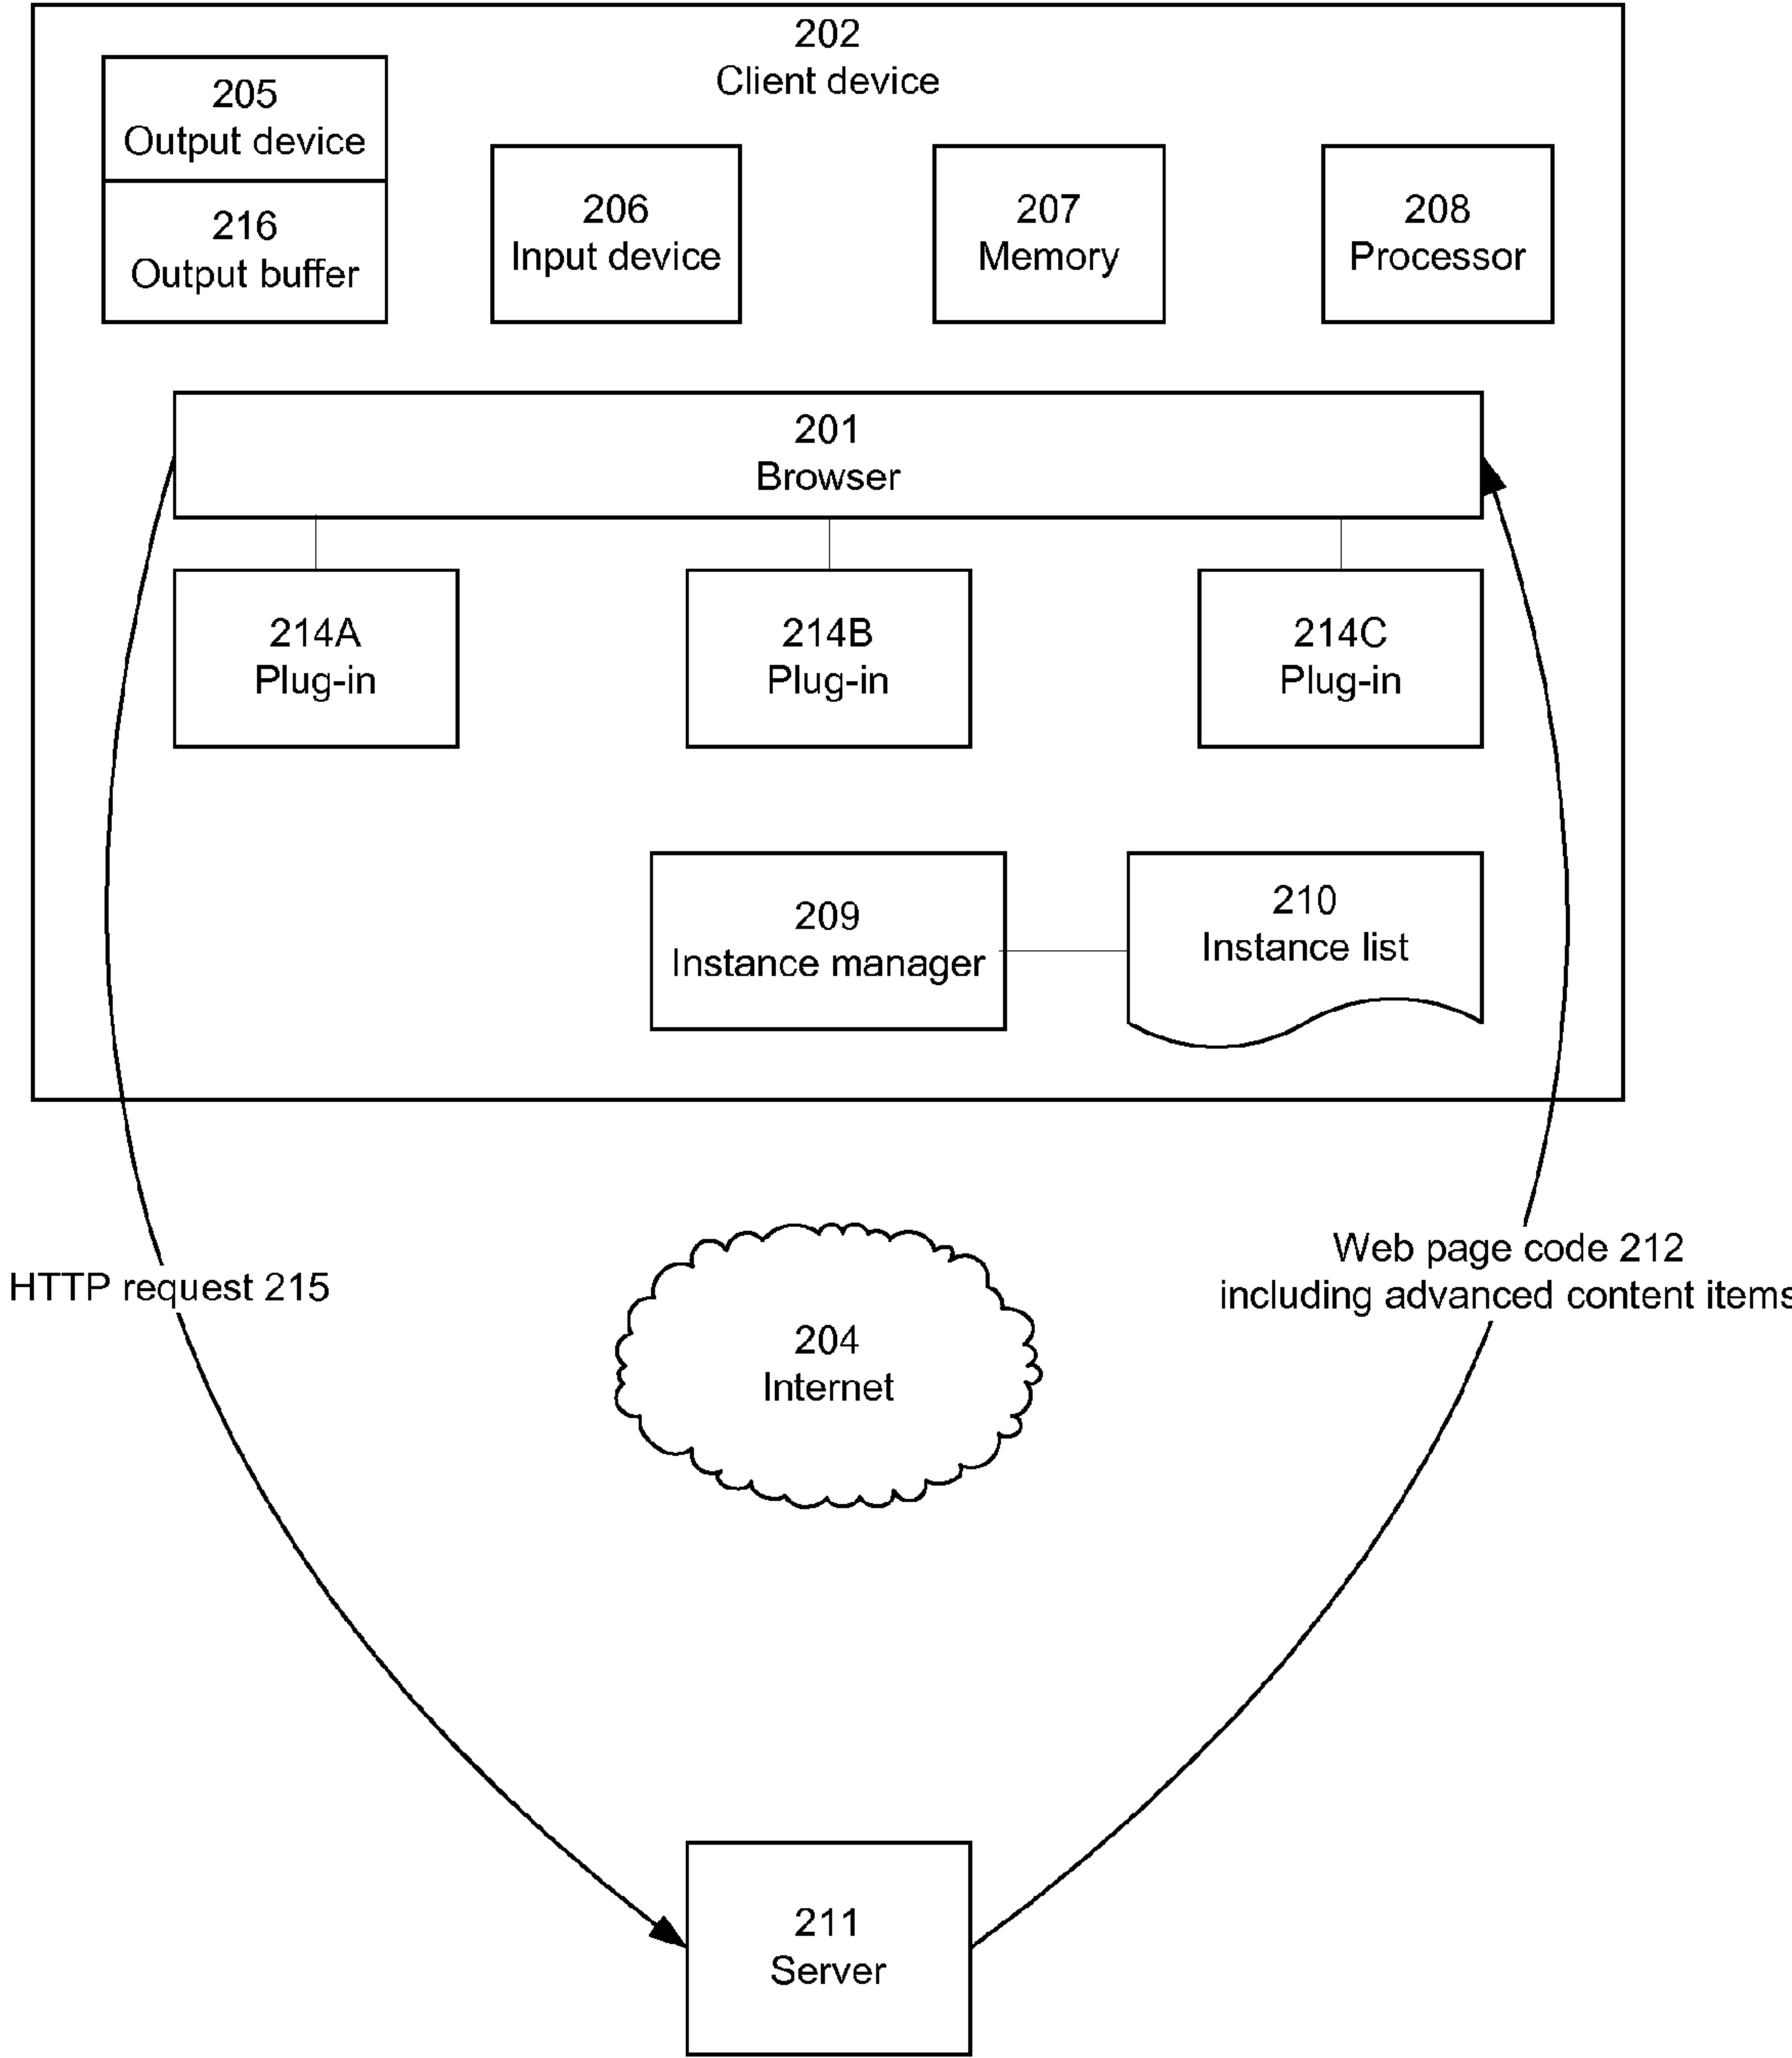 202
Client device
205
Output device
216
Output buffer
206
Input device
207
Memory
208
Processor
201
Browser
214A
Plug-in
214B
Plug-in
214C
Plug-in
209
Instance manager
210
Instance list
HTTP request 215
Web page code 212
including advanced content items
204
Internet
211
Server